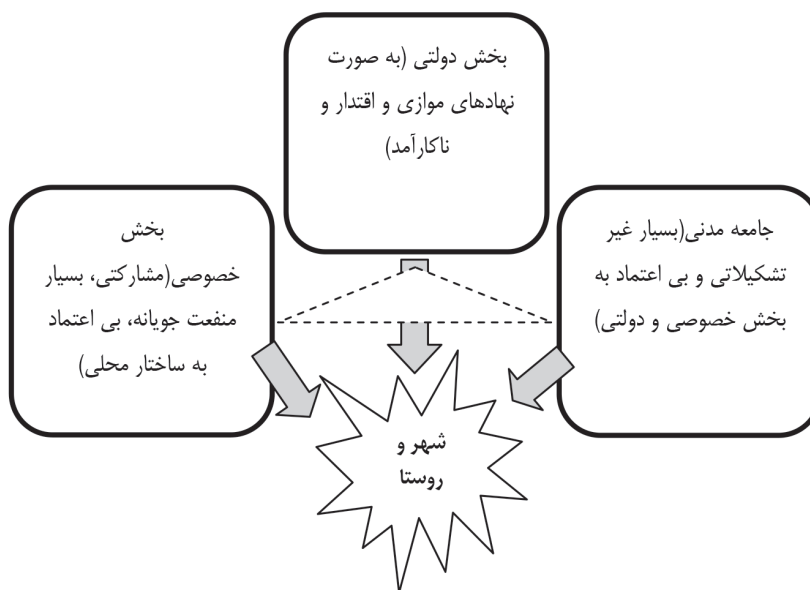 بخش دولتی (به صورت
نهادهای موازی و اقتدار و
ناکارآمد)
جامعه مدنی(بسیار غیر
تشکیلاتی و بی اعتماد به
بخش خصوصی و دولتی)
بخش
خصوصی(مشارکتی، بسیار
منفعت جویانه، بی اعتماد
به ساختار محلی)
شهر و
روستا